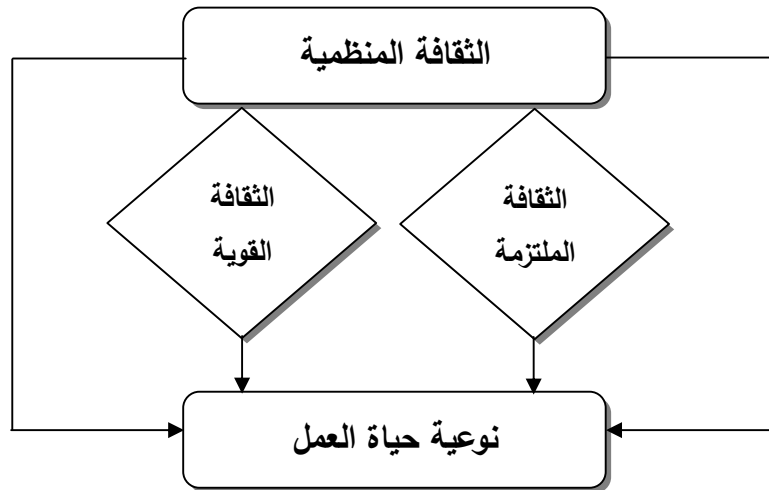 الثقافة المنظمية
الثقافة
الملتزمة
الثقافة
القوية
نوعية حياة العمل